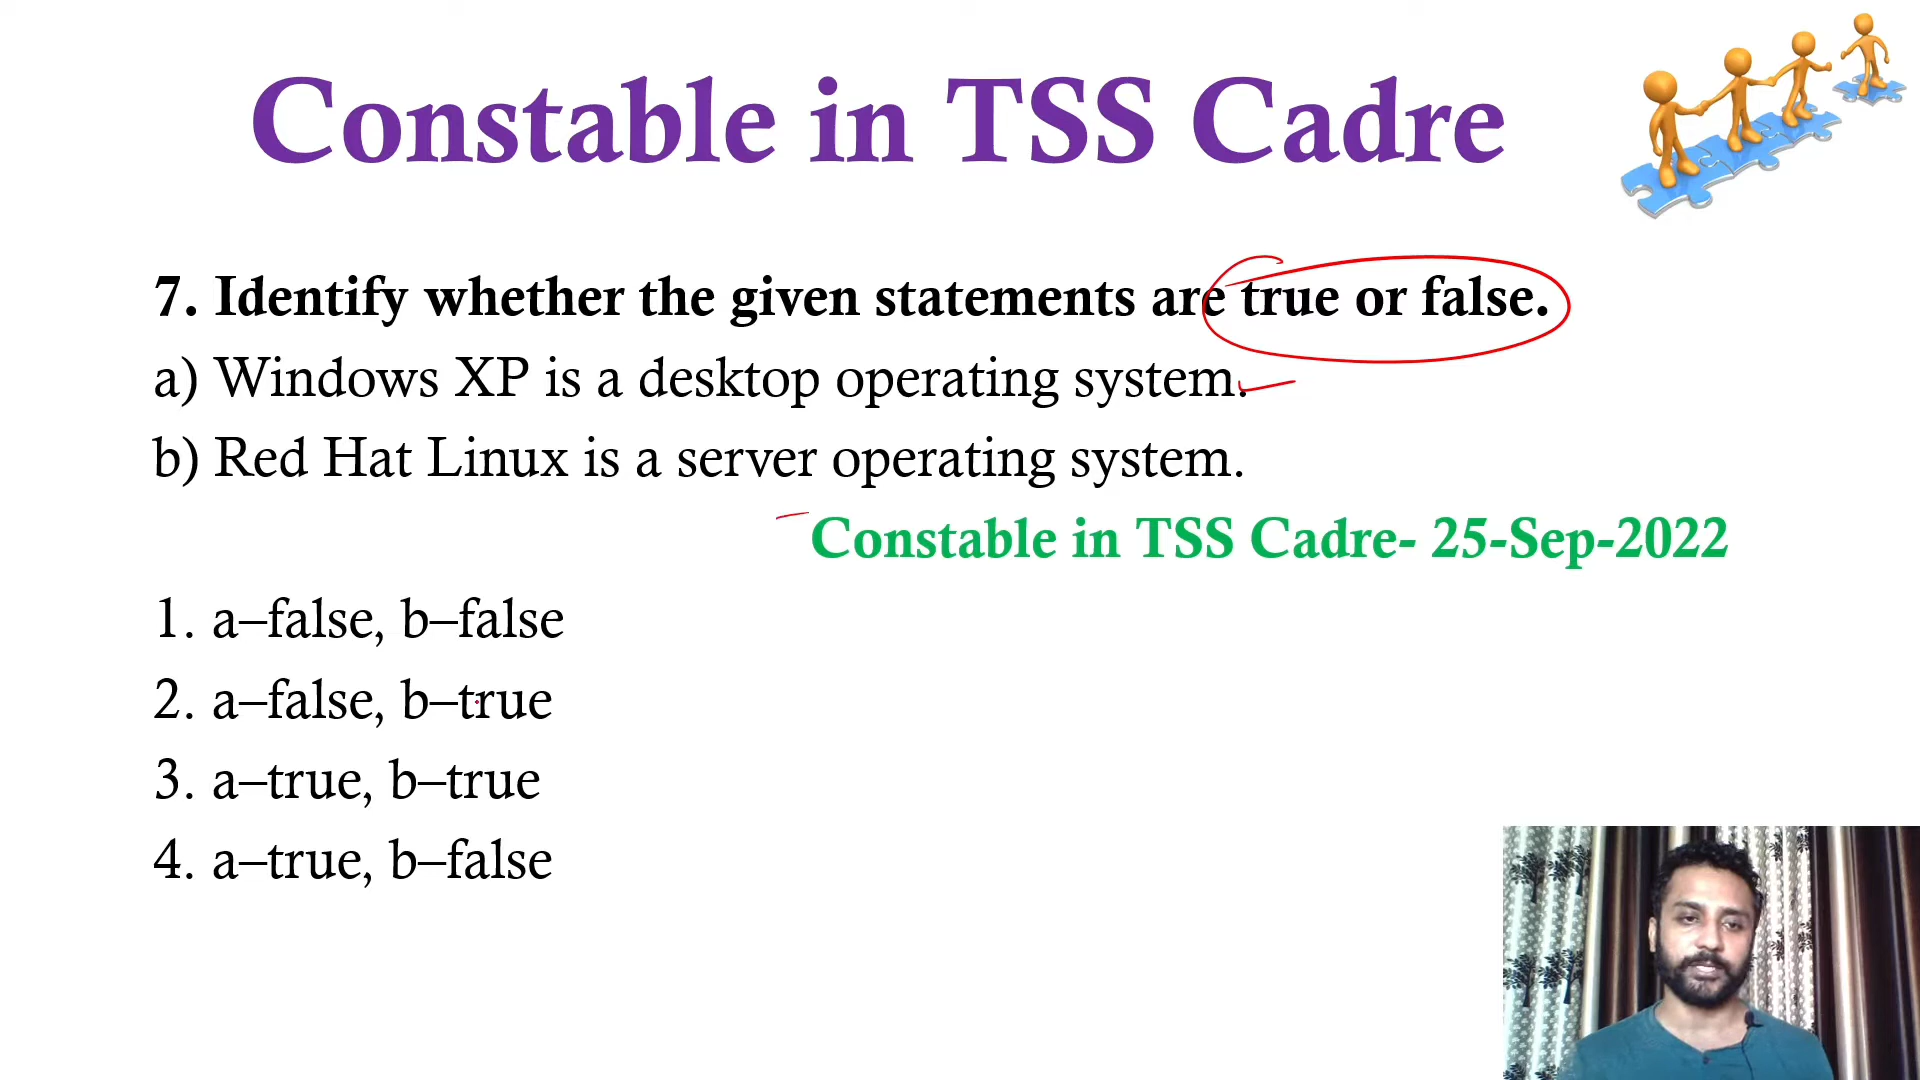 Constable in TSS Cadre
7. Identify whether the given statements are true or false.
a) Windows XP is a desktop operating system.
b) Red Hat Linux is a server operating system.
Constable in TSS Cadre- 25-Sep-2022
1. a–false, b–false
2. a–false, b–true
3. a–true, b–true
4. a–true, b–false